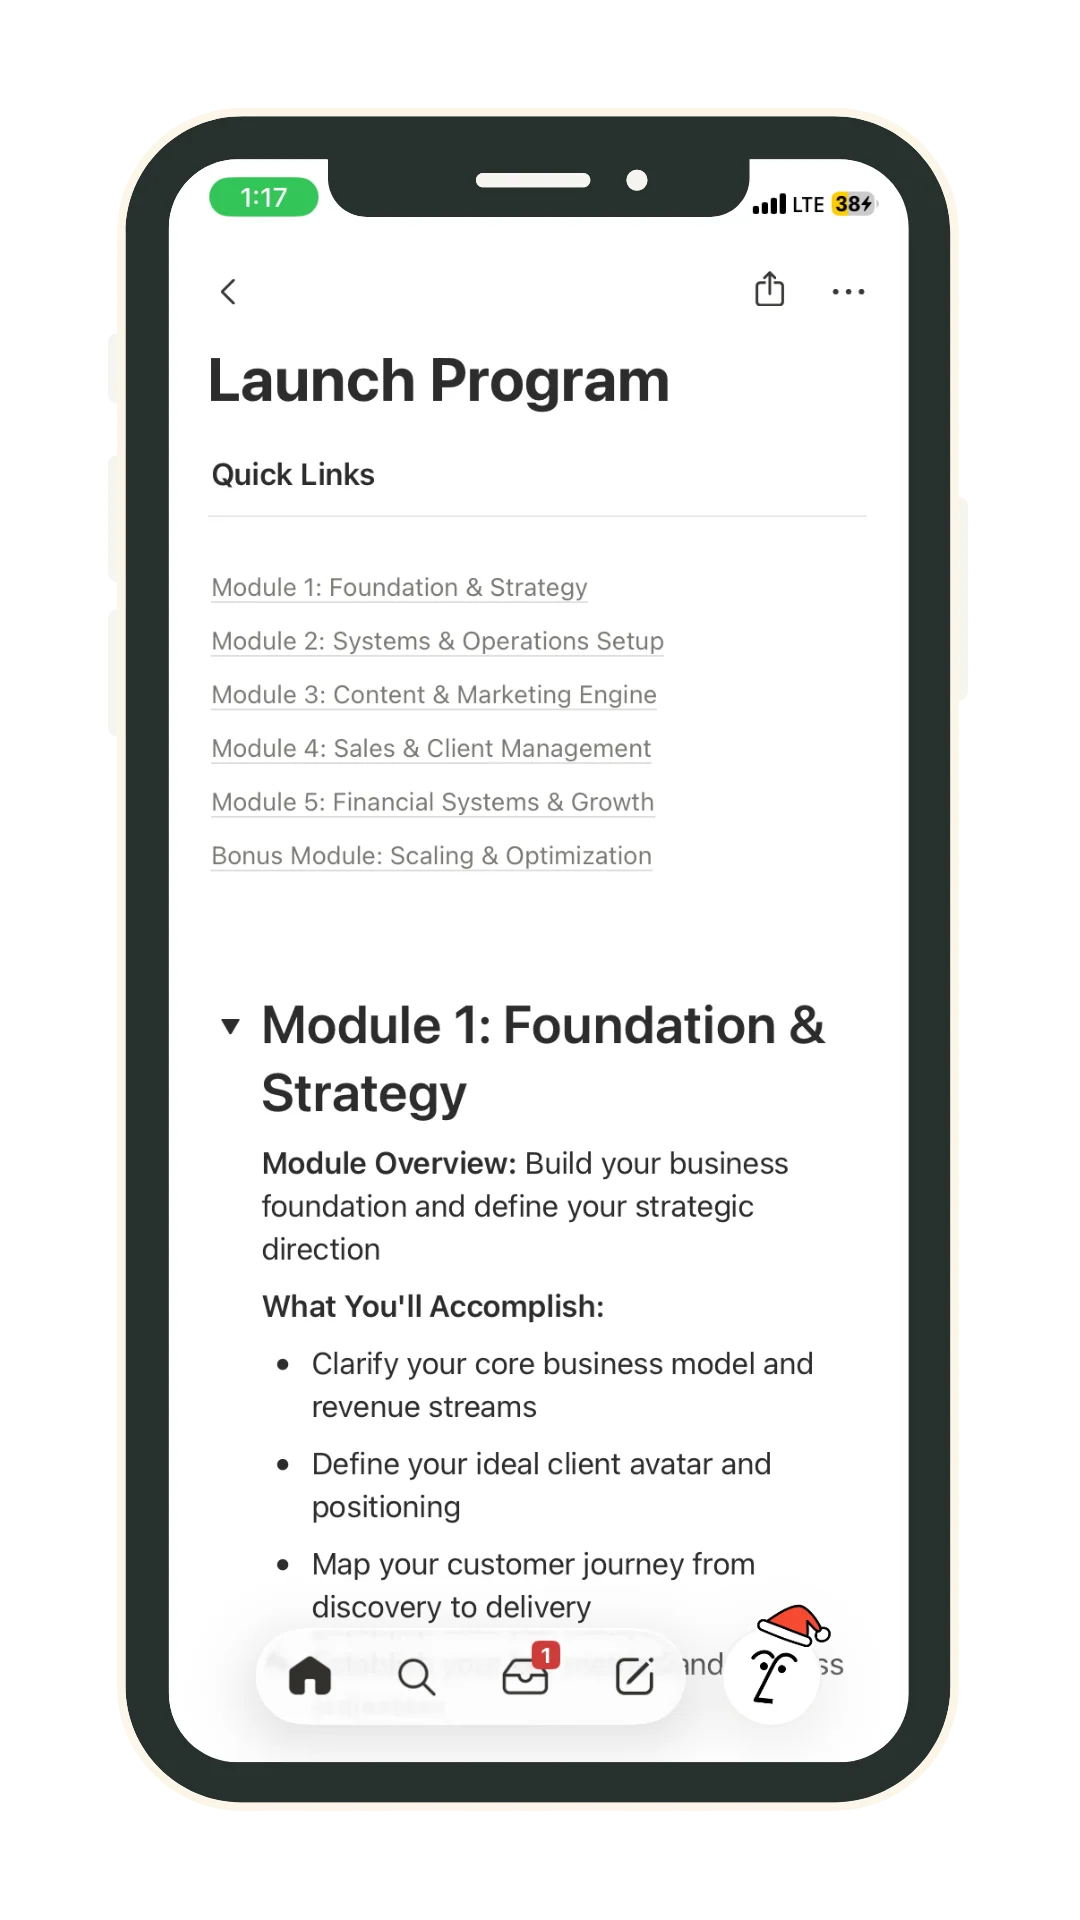 1:17
LTE 38
Launch Program
Quick Links
Module 1: Foundation & Strategy
Module 2: Systems & Operations Setup
Module 3: Content & Marketing Engine
Module 4: Sales & Client Management
Module 5: Financial Systems & Growth
Bonus Module: Scaling & Optimization
Module 1: Foundation &
Strategy
Module Overview: Build your business
foundation and define your strategic
direction
What You'll Accomplish:
• Clarify your core business model and
revenue streams
• Define your ideal client avatar and
positioning
• Map your customer journey from
discovery to delivery
and
1